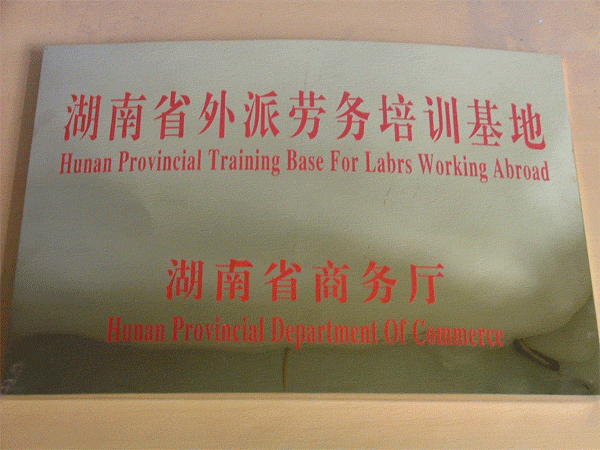 湖南省外派劳务培训基地
Hunan Provincial Training Base For Labrs Working Abroad
湖南省商务厅
Hunan Provincial Department Of Commerce